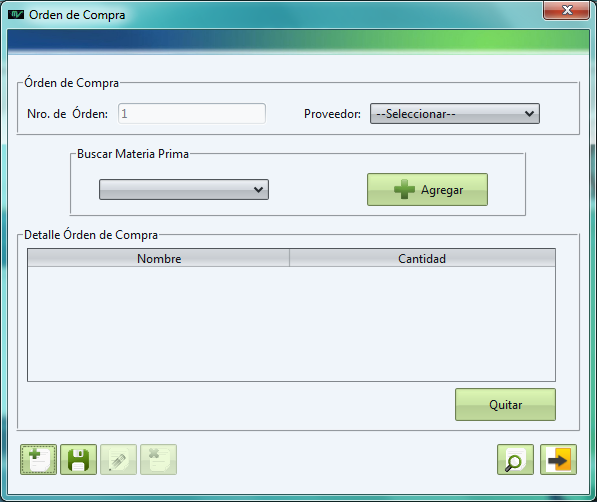 Orden de Compra
Órden de Compra
Nro. de Órden: 1 Proveedor: --Seleccionar--
Buscar Materia Prima
Agregar
Detalle Órden de Compra
Nombre Cantidad
Quitar